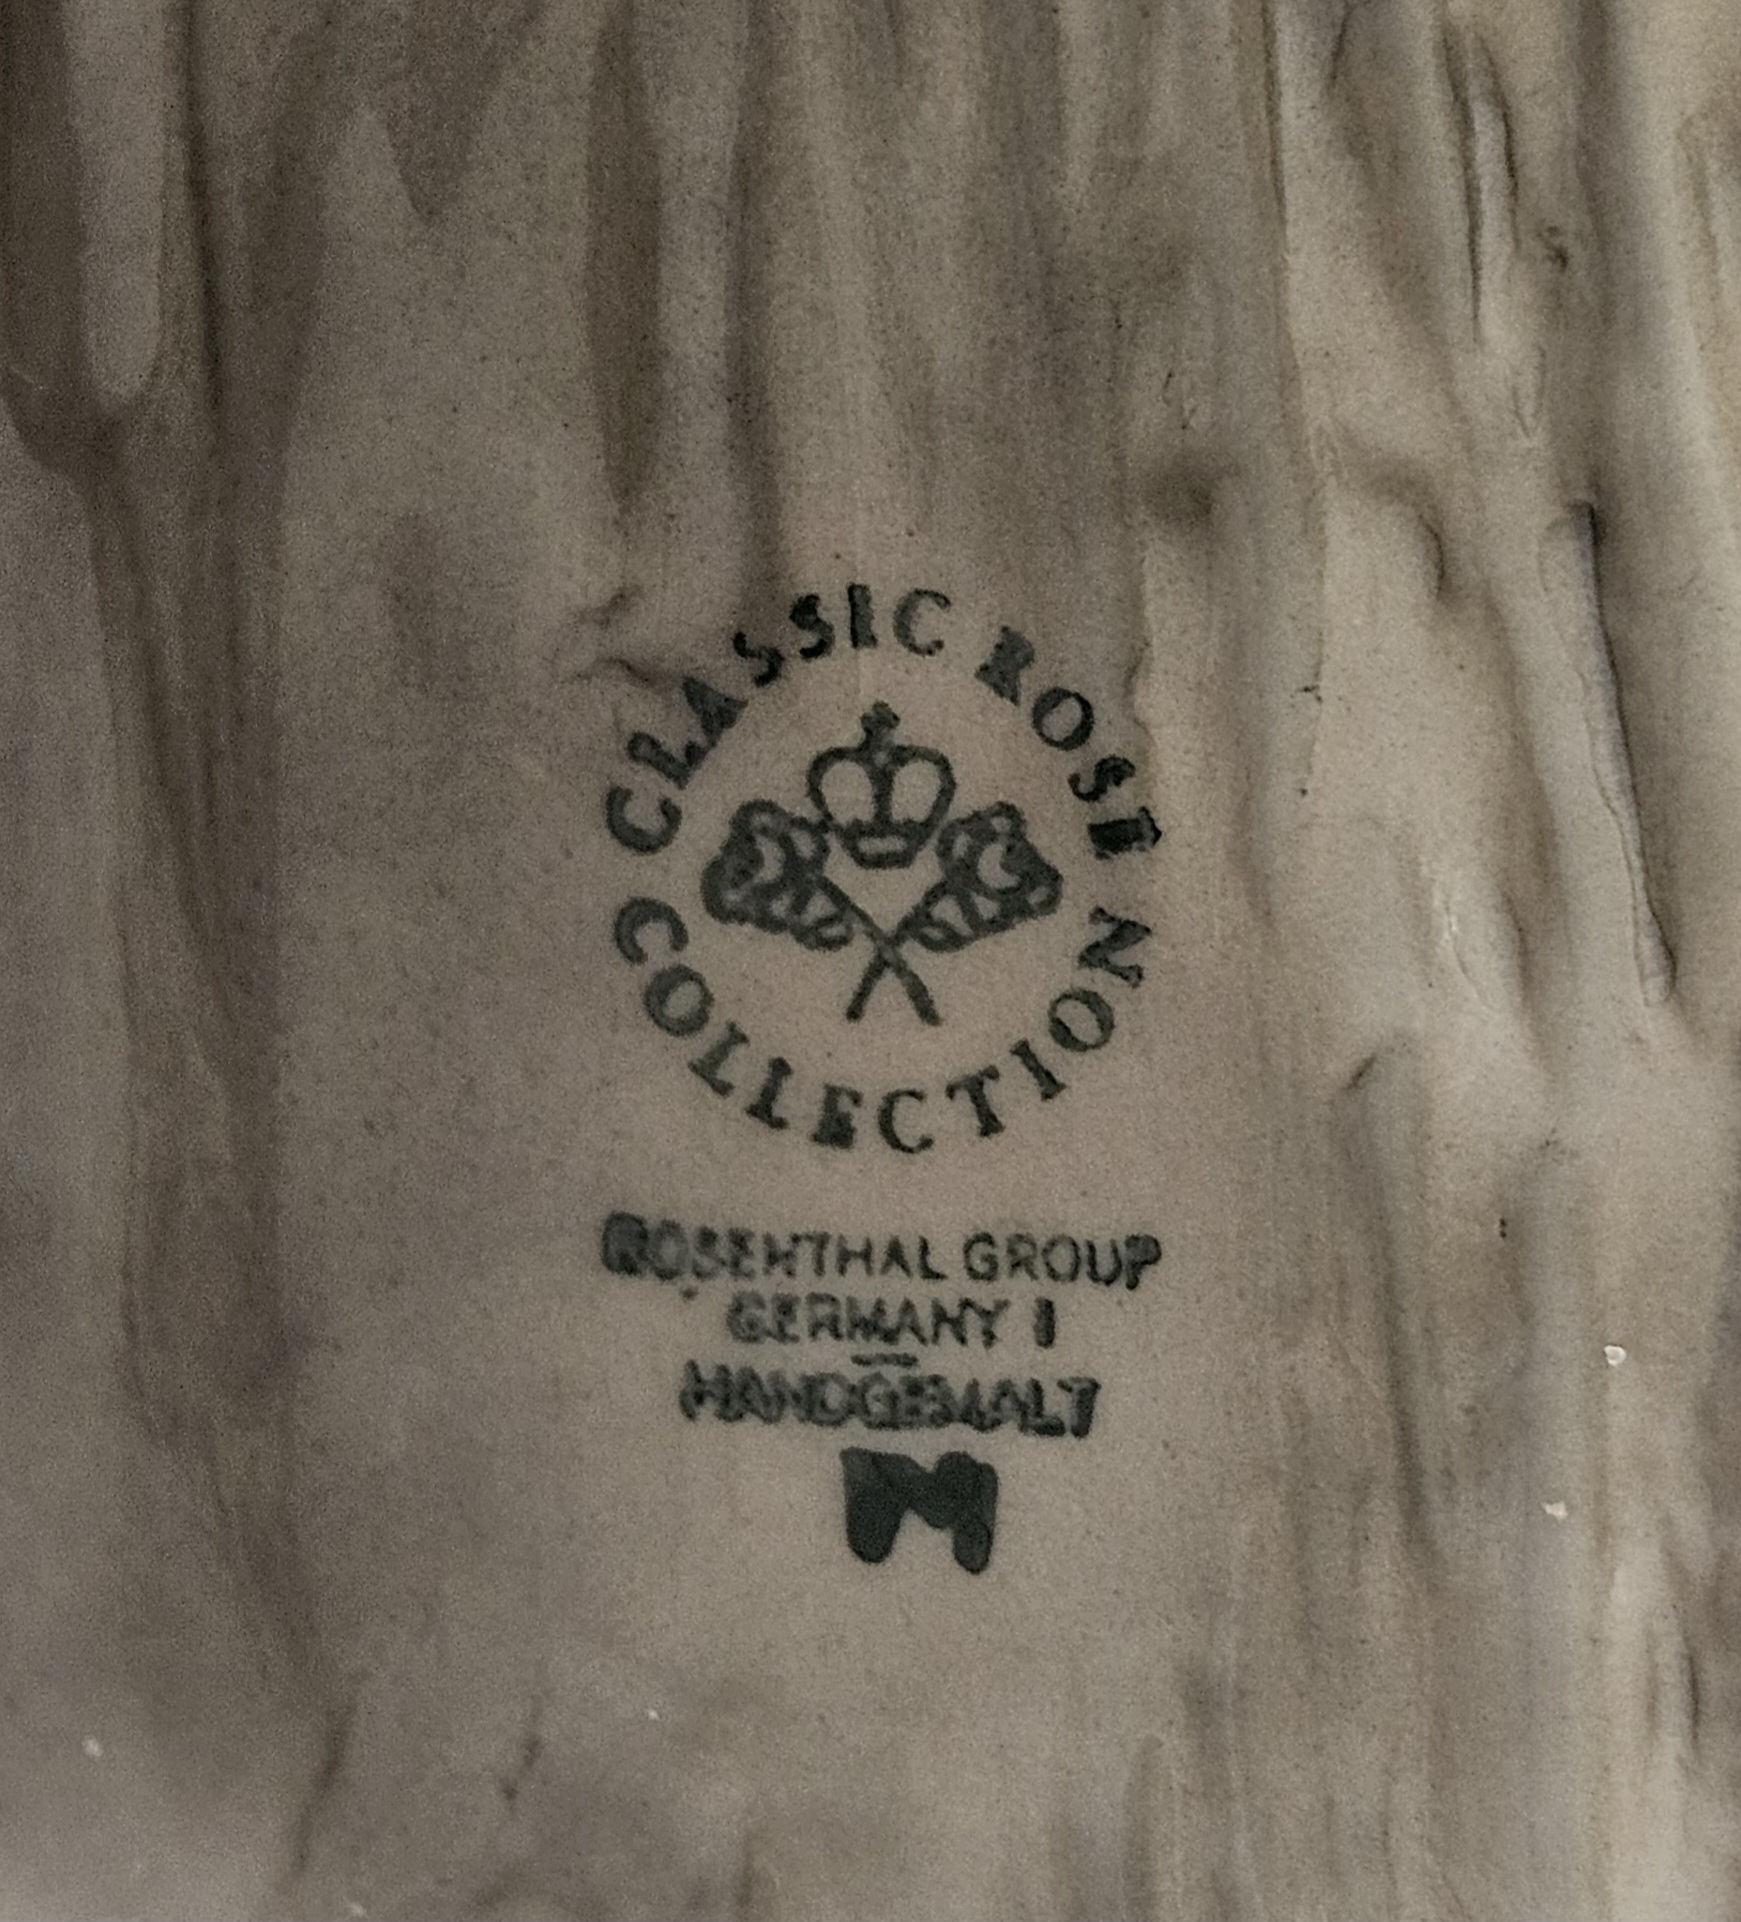 CLASSIC ROSE
COLLECTION
ROSENTHAL GROUP
GERMANY I
HANDGEMALT
M